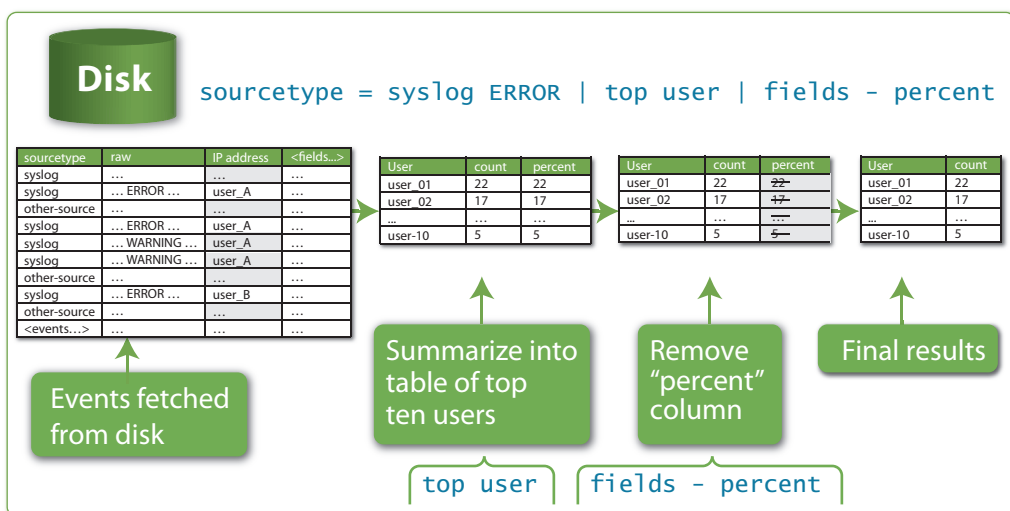 Disk
sourcetype = syslog ERROR | top user | fields - percent
sourcetype raw IP address <fields...>
syslog … … …
syslog … ERROR … user_A …
other-source … … …
syslog … ERROR … user_A …
syslog … WARNING … user_A …
syslog … WARNING … user_A …
other-source … … …
syslog … ERROR … user_B …
other-source … … …
<events…> … … …
User count percent
user_01 22 22
user_02 17 17
... … …
user-10 5 5
User count percent
user_01 22 22
user_02 17 17
... … …
user-10 5 5
User count
user_01 22
user_02 17
... …
user-10 5
Events fetched
from disk
Summarize into
table of top
ten users
Remove
“percent”
column
Final results
top user
fields - percent